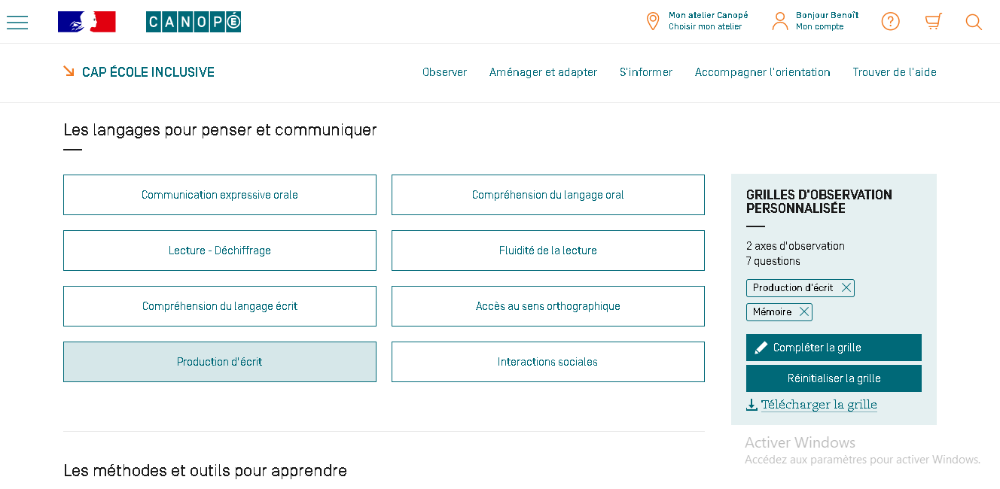 CANOPÉ
Mon atelier Canopé
Choisir mon atelier
Bonjour Benoît
Mon compte
?
CAP ÉCOLE INCLUSIVE
Observer
Aménager et adapter
S'informer
Accompagner l'orientation
Trouver de l'aide
Les langages pour penser et communiquer
Communication expressive orale
Compréhension du langage oral
Lecture - Déchiffrage
Fluidité de la lecture
Compréhension du langage écrit
Accès au sens orthographique
Production d'écrit
Interactions sociales
GRILLES D'OBSERVATION
PERSONNALISÉE
2 axes d'observation
7 questions
Production d'écrit
Mémoire
Compléter la grille
Réinitialiser la grille
Télécharger la grille
Activer Windows
Accédez aux paramètres pour activer Windows.
Les méthodes et outils pour apprendre